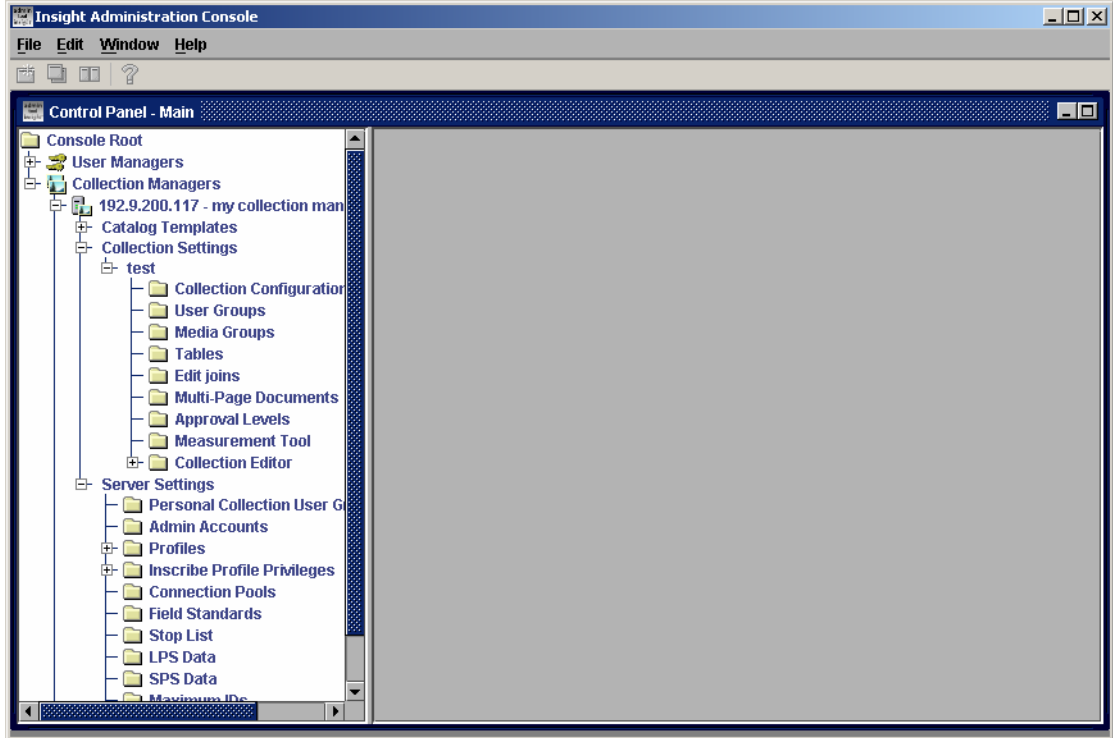 Insight Administration Console
File Edit Window Help
Control Panel - Main
Console Root
User Managers
Collection Managers
192.9.200.117 - my collection man
Catalog Templates
Collection Settings
test
Collection Configuration
User Groups
Media Groups
Tables
Edit joins
Multi-Page Documents
Approval Levels
Measurement Tool
Collection Editor
Server Settings
Personal Collection User G
Admin Accounts
Profiles
Inscribe Profile Privileges
Connection Pools
Field Standards
Stop List
LPS Data
SPS Data
Maximum IDs